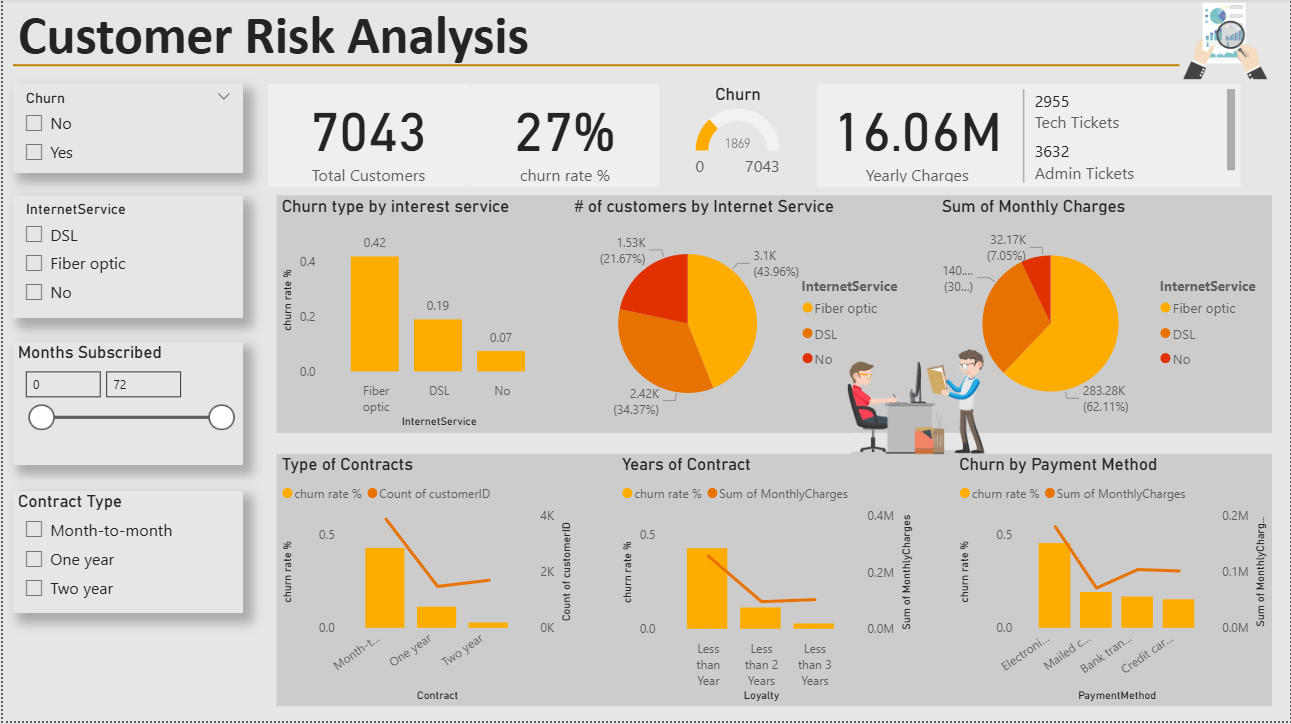 Customer Risk Analysis
Churn
No
Yes
InternetService
DSL
Fiber optic
No
Months Subscribed
0
72
Contract Type
Month-to-month
One year
Two year
7043
Total Customers
27%
churn rate %
Churn
1869
0
7043
16.06M
Yearly Charges
2955
Tech Tickets
3632
Admin Tickets
Churn type by interest service
churn rate %
0.4
0.2
0.0
0.42
0.19
0.07
Fiber
optic
DSL
No
InternetService
# of customers by Internet Service
1.53K
(21.67%)
3.1K
(43.96%)
2.42K
(34.37%)
InternetService
Fiber optic
DSL
No
Sum of Monthly Charges
32.17K
(7.05%)
140....
(30...)
283.28K
(62.11%)
InternetService
Fiber optic
DSL
No
Type of Contracts
churn rate %
Count of customerID
churn rate %
0.5
0.0
4K
2K
0K
Count of customerID
Month-t...
One year
Two year
Contract
Years of Contract
churn rate %
Sum of MonthlyCharges
churn rate %
0.5
0.0
0.4M
0.2M
0.0M
Sum of MonthlyCharges
Less
than
Year
Less
than 2
Years
Less
than 3
Years
Loyalty
Churn by Payment Method
churn rate %
Sum of MonthlyCharges
churn rate %
0.5
0.0
0.2M
0.1M
0.0M
Sum of MonthlyCharg...
Electroni...
Mailed c...
Bank tran...
Credit car...
PaymentMethod